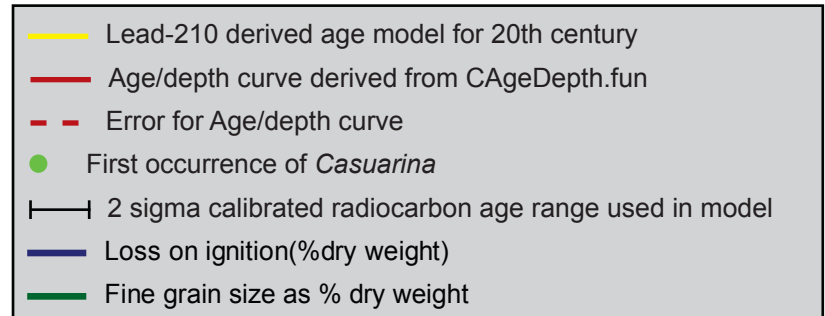 Lead-210 derived age model for 20th century
Age/depth curve derived from CAgeDepth.fun
Error for Age/depth curve
First occurrence of Casuarina
2 sigma calibrated radiocarbon age range used in model
Loss on ignition(%dry weight)
Fine grain size as % dry weight